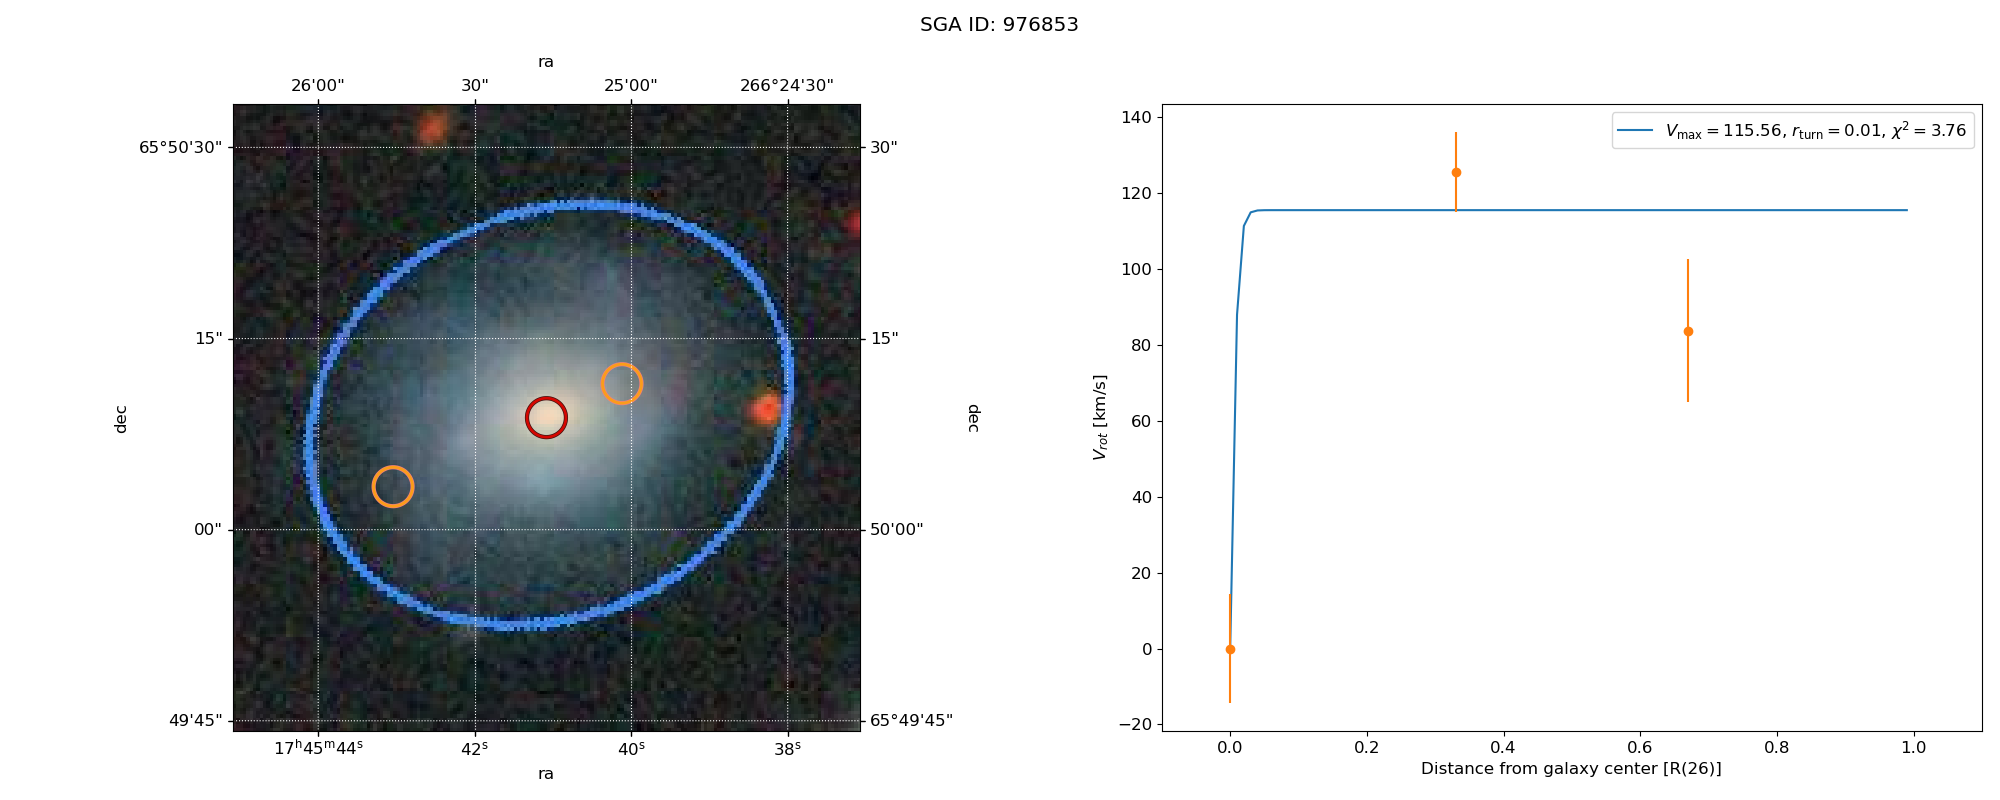 SGA ID: 976853
ra
26'00" 30" 25'00" 266°24'30"
65°50'30" 30"
15" 15"
dec dec
00" 50'00"
49'45" 65°49'45"
17ʰ45ᵐ44ˢ 42ˢ 40ˢ 38ˢ
ra
V_max = 115.56, r_turn = 0.01, χ² = 3.76
140
120
100
80
60
40
20
0
−20
V_rot [km/s]
0.0 0.2 0.4 0.6 0.8 1.0
Distance from galaxy center [R(26)]